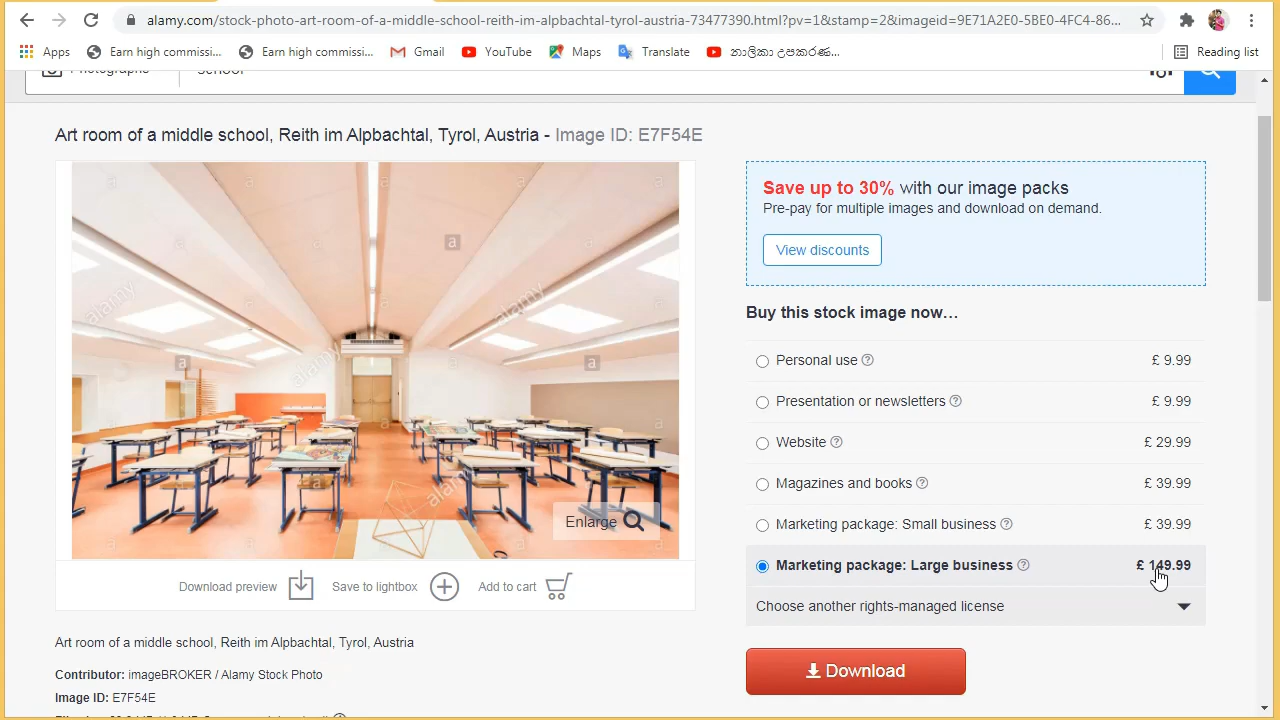 alamy.com/stock-photo-art-room-of-a-middle-school-reith-im-alpbachtal-tyrol-austria-73477390.html?pv=1&stamp=2&imageid=9E71A2E0-5BE0-4FC4-86...
Apps Earn high commissi... Earn high commissi... Gmail YouTube Maps Translate නාලිකා උපකරණ... Reading list
Photographs school
Art room of a middle school, Reith im Alpbachtal, Tyrol, Austria - Image ID: E7F54E
Save up to 30% with our image packs
Pre-pay for multiple images and download on demand.
View discounts
Buy this stock image now...
Personal use £ 9.99
Presentation or newsletters £ 9.99
Website £ 29.99
Magazines and books £ 39.99
Marketing package: Small business £ 39.99
Marketing package: Large business £ 149.99
Choose another rights-managed license
Download
a
alamy
Enlarge
Download preview Save to lightbox Add to cart
Art room of a middle school, Reith im Alpbachtal, Tyrol, Austria
Contributor: imageBROKER / Alamy Stock Photo
Image ID: E7F54E